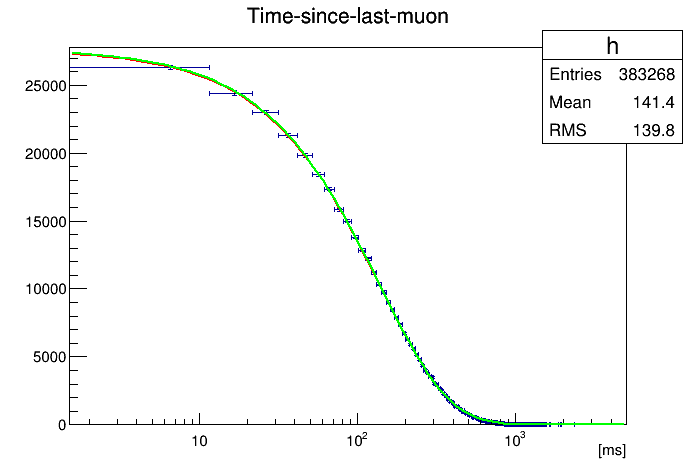 Time-since-last-muon
h
Entries 383268
Mean 141.4
RMS 139.8
25000
20000
15000
10000
5000
0
10
10²
10³
[ms]